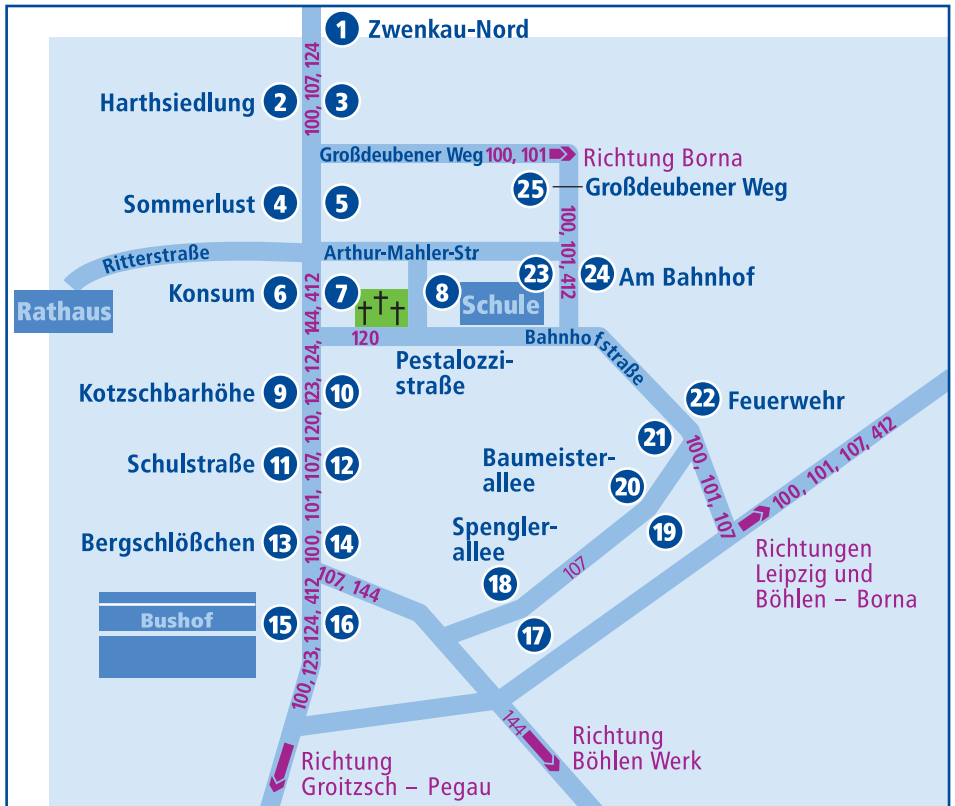 1 Zwenkau-Nord
100, 107, 124
Harthsiedlung 2 3
Großdeubener Weg 100, 101 Richtung Borna
25 Großdeubener Weg
Sommerlust 4 5
100, 101, 412
Ritterstraße
Arthur-Mahler-Str
Rathaus
Konsum 6 7 8
Schule
23 24 Am Bahnhof
120
Bahnhofstraße
Pestalozzi-
straße
100, 101, 107, 120, 123, 124, 144, 412
Kotzschbarhöhe 9 10
22 Feuerwehr
21
Schulstraße 11 12
Baumeister-
allee
20
19
100, 101, 107
100, 101, 107, 412
Bergschlößchen 13 14
Spengler-
allee
18
107
17
107, 144
Richtungen
Leipzig und
Böhlen – Borna
Bushof 15 16
100, 123, 124, 412
144
Richtung
Böhlen Werk
Richtung
Groitzsch – Pegau